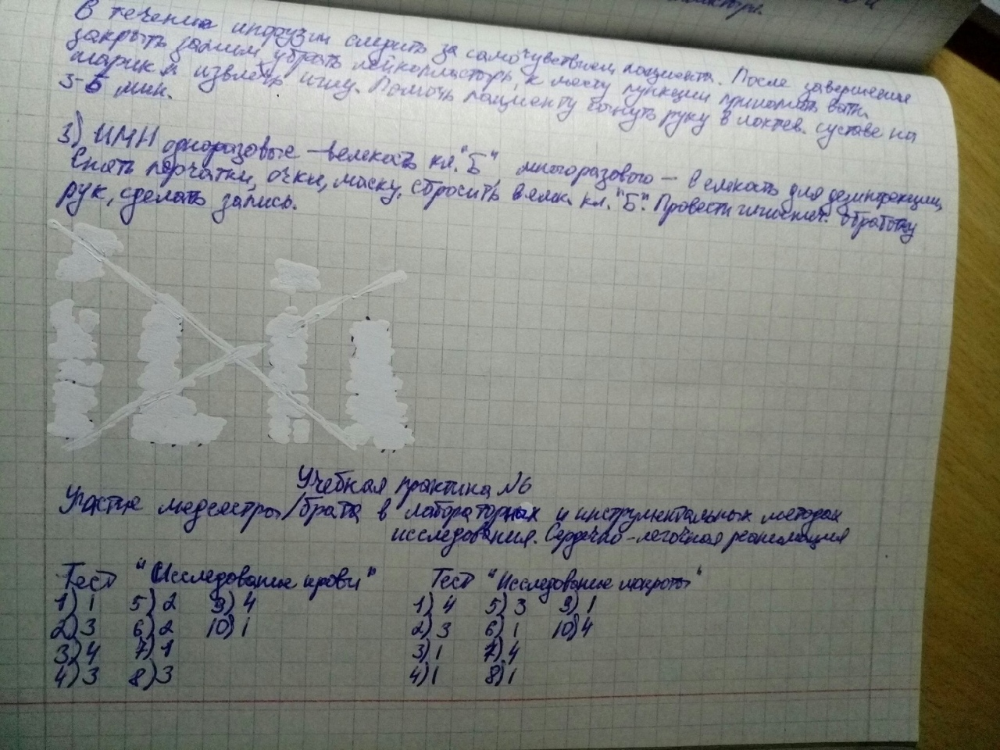 В течение инфузии следить за самочувствием пациента. После завершения
закрыть зажим, убрать лейкопластырь, к месту пункции приложить ватн.
шарик и извлечь иглу. Помочь пациенту согнуть руку в локтев. суставе на
3-5 мин.
3) ИМН одноразовые – в емкость кл. "Б", многоразового – в емкость для дезинфекции,
Снять перчатки, очки, маску, сбросить в емк. кл. "Б". Провести гигиенич. обработку
рук, сделать запись.
Учебная практика №6
Участие медсестры/брата в лабораторных и инструментальных методах
исследования. Сердечно-легочная реанимация
Тест "Исследование крови" Тест "Исследование мокроты"
1) 1 5) 2 9) 4 1) 4 5) 3 9) 1
2) 3 6) 2 10) 1 2) 3 6) 1 10) 4
3) 4 7) 1 3) 1 7) 4
4) 3 8) 3 4) 1 8) 1